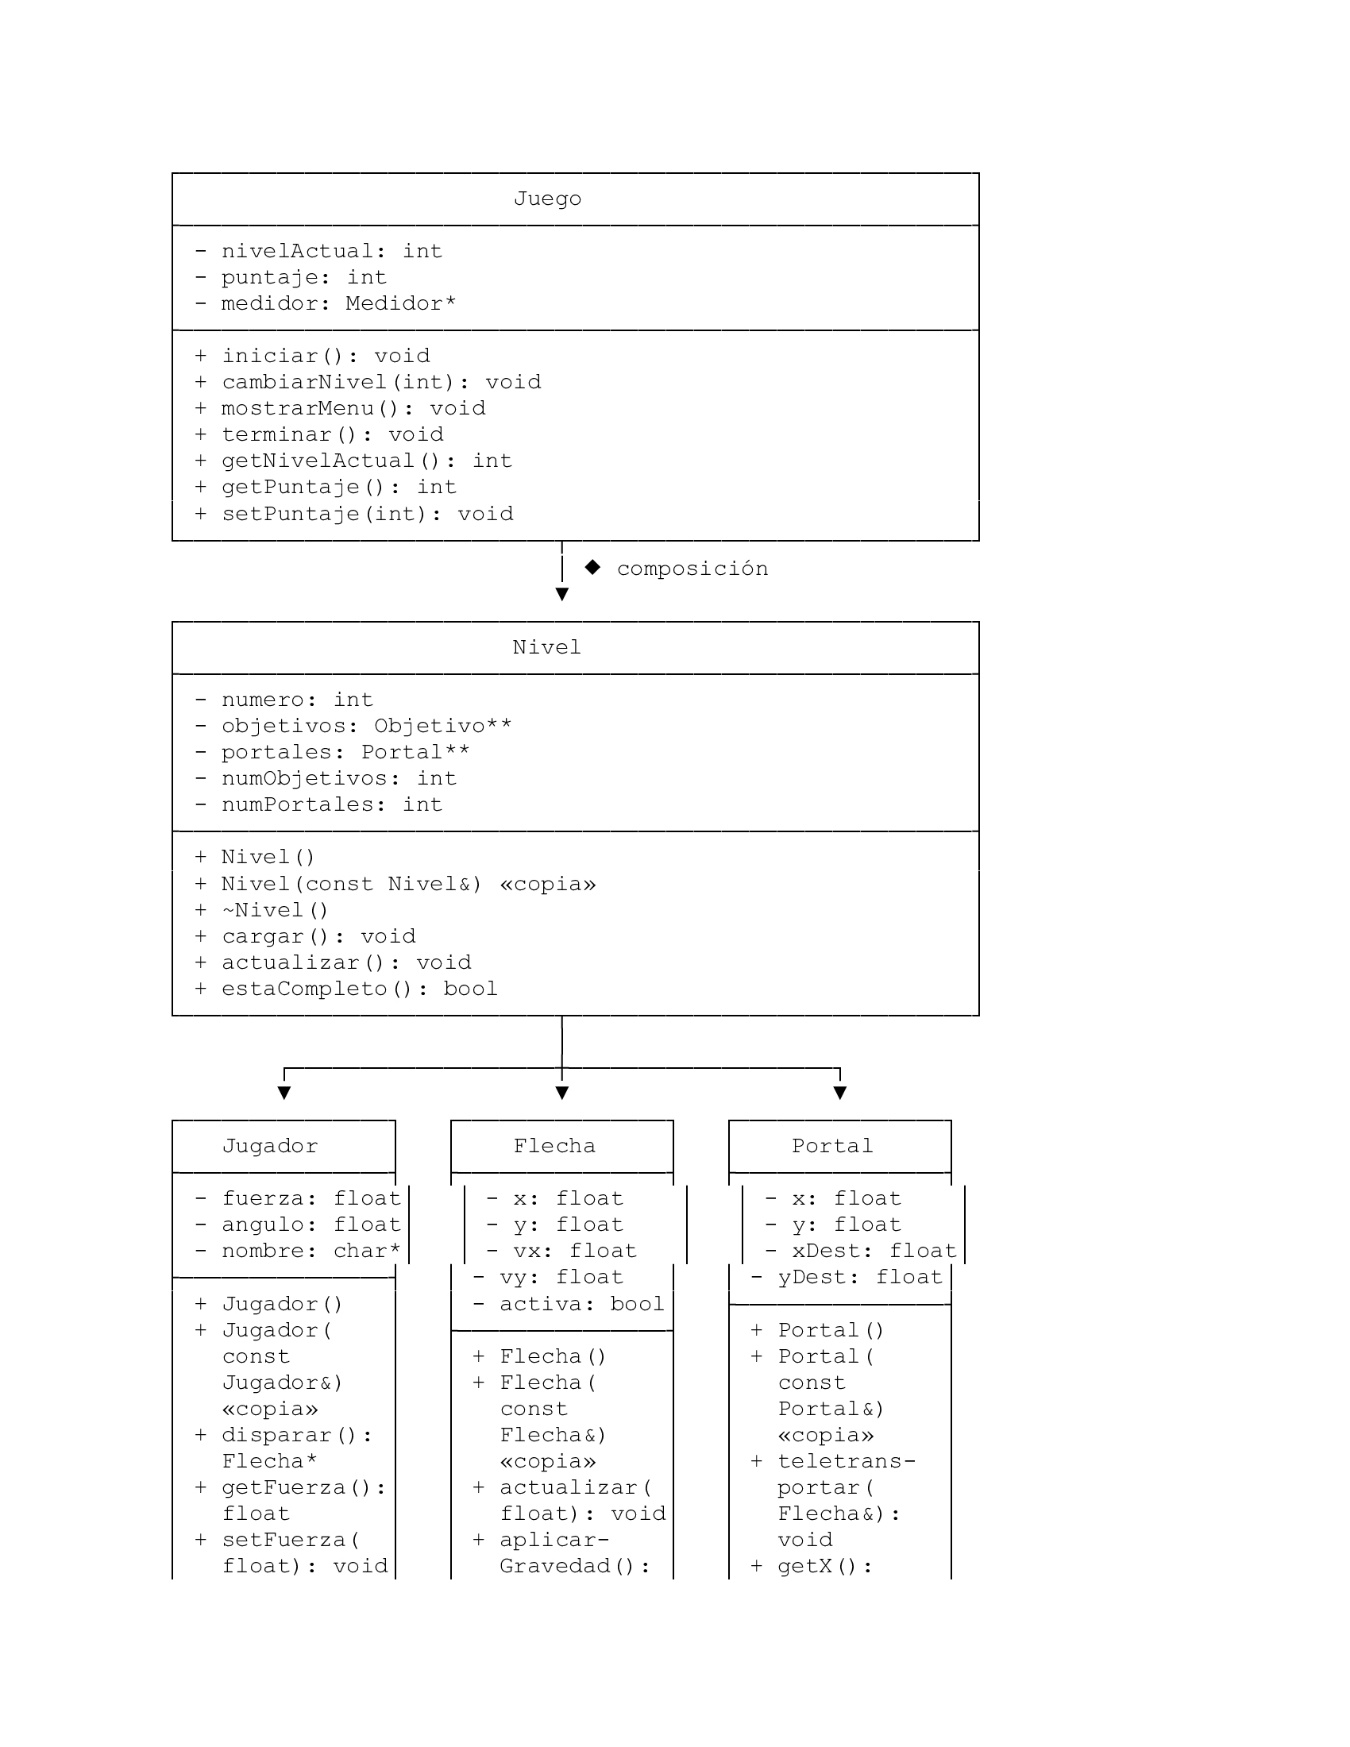 Juego
- nivelActual: int
- puntaje: int
- medidor: Medidor*
+ iniciar(): void
+ cambiarNivel(int): void
+ mostrarMenu(): void
+ terminar(): void
+ getNivelActual(): int
+ getPuntaje(): int
+ setPuntaje(int): void
◆ composición
Nivel
- numero: int
- objetivos: Objetivo**
- portales: Portal**
- numObjetivos: int
- numPortales: int
+ Nivel()
+ Nivel(const Nivel&) «copia»
+ ~Nivel()
+ cargar(): void
+ actualizar(): void
+ estaCompleto(): bool
Jugador
- fuerza: float
- angulo: float
- nombre: char*
+ Jugador()
+ Jugador(
const
Jugador&)
«copia»
+ disparar():
Flecha*
+ getFuerza():
float
+ setFuerza(
float): void
Flecha
- x: float
- y: float
- vx: float
- vy: float
- activa: bool
+ Flecha()
+ Flecha(
const
Flecha&)
«copia»
+ actualizar(
float): void
+ aplicar-
Gravedad():
Portal
- x: float
- y: float
- xDest: float
- yDest: float
+ Portal()
+ Portal(
const
Portal&)
«copia»
+ teletrans-
portar(
Flecha&):
void
+ getX():